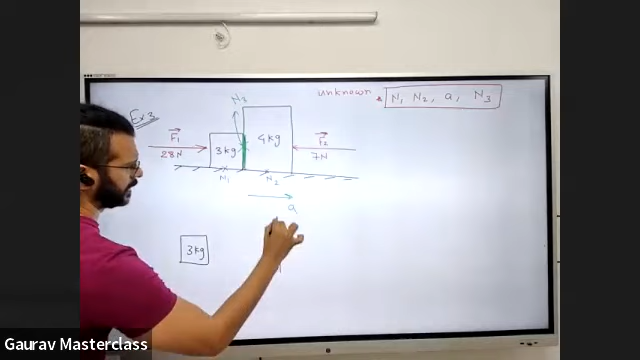 Ex 3
unknown → N₁ N₂, a, N₃
N₃
F₁
28N
3kg
4kg
F₂
7N
N₁
N₂
a
3kg
Gaurav Masterclass